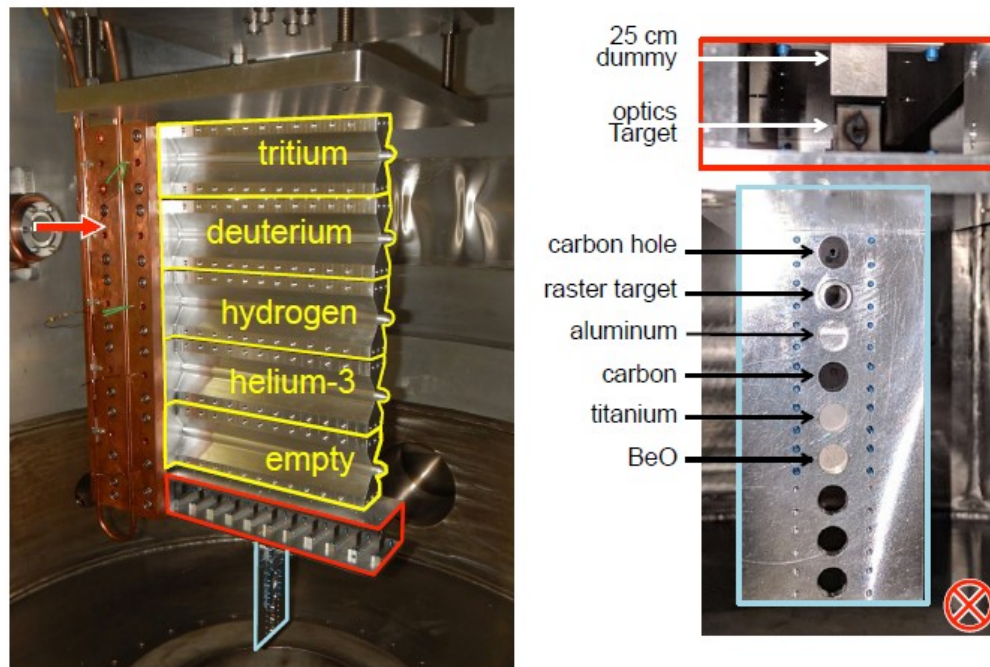 tritium
deuterium
hydrogen
helium-3
empty
25 cm
dummy
optics
Target
carbon hole
raster target
aluminum
carbon
titanium
BeO